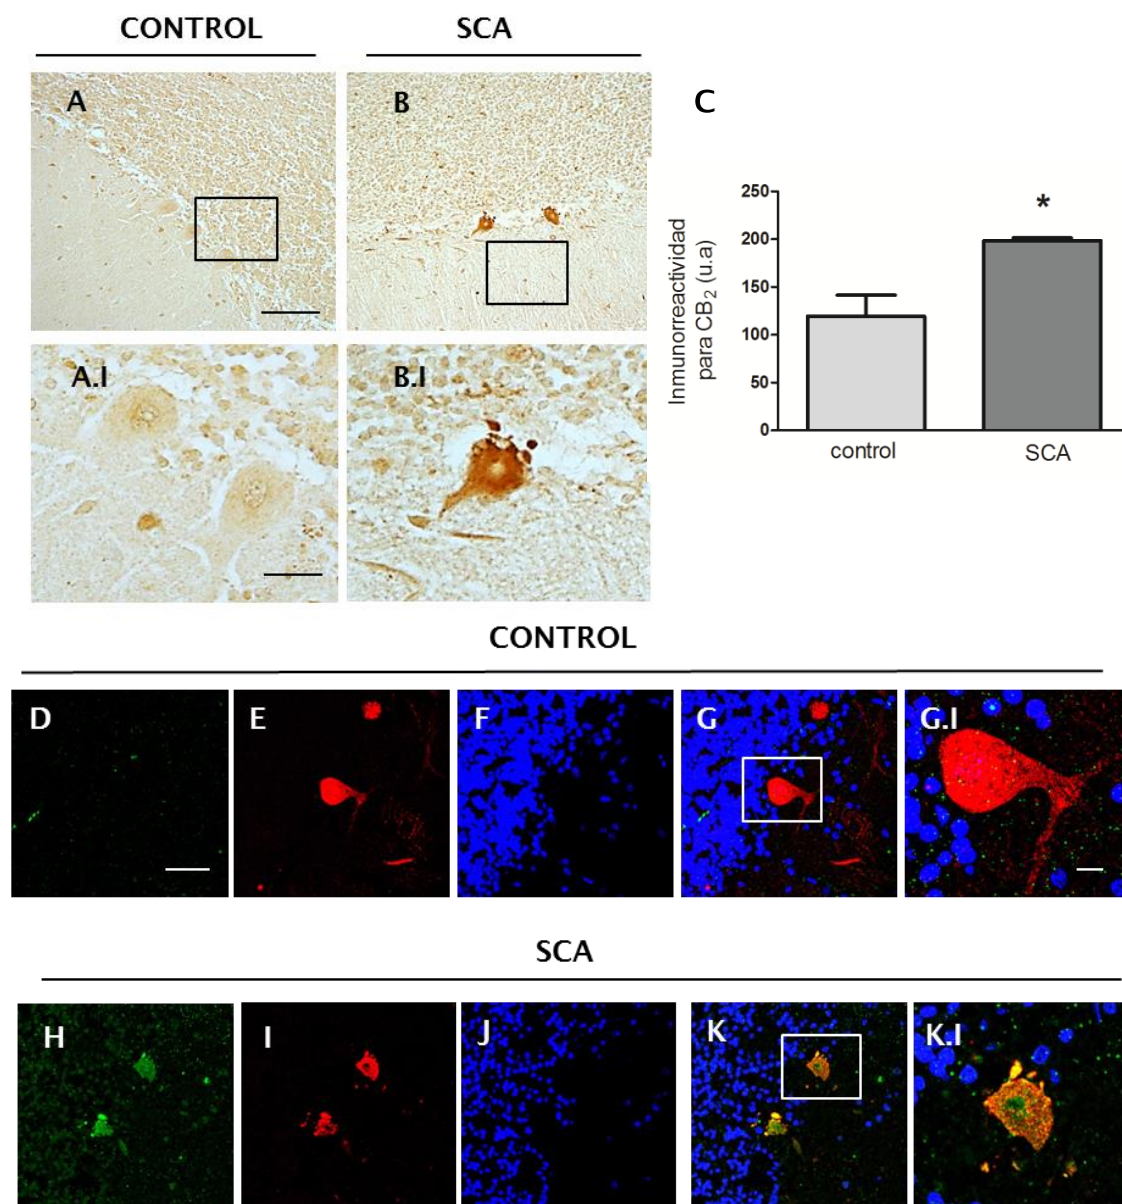 CONTROL SCA
A B C
A.I B.I
250
200
150
100
50
0
Inmunorreactividad
para CB2 (u.a)
*
control SCA
CONTROL
D E F G G.I
SCA
H I J K K.I